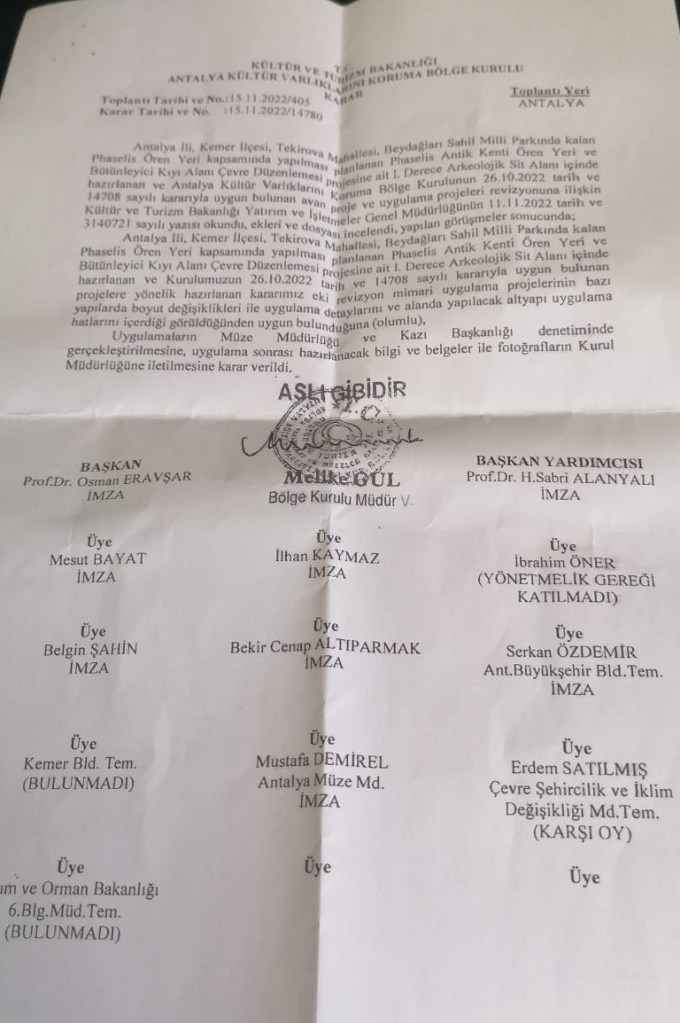 T.C.
KÜLTÜR VE TURİZM BAKANLIĞI
ANTALYA KÜLTÜR VARLIKLARINI KORUMA BÖLGE KURULU
KARAR
Toplantı Tarihi ve No.:15.11.2022/405
Karar Tarihi ve No. :15.11.2022/14780
Toplantı Yeri
ANTALYA
Antalya İli, Kemer İlçesi, Tekirova Mahallesi, Beydağları Sahil Milli Parkında kalan
Phaselis Ören Yeri kapsamında yapılması planlanan Phaselis Antik Kenti Ören Yeri ve
Bütünleyici Kıyı Alanı Çevre Düzenlemesi projesine ait I. Derece Arkeolojik Sit Alanı içinde
hazırlanan ve Antalya Kültür Varlıklarını Koruma Bölge Kurulunun 26.10.2022 tarih ve
14708 sayılı kararıyla uygun bulunan avan proje ve uygulama projeleri revizyonuna ilişkin
Kültür ve Turizm Bakanlığı Yatırım ve İşletmeler Genel Müdürlüğünün 11.11.2022 tarih ve
3140721 sayılı yazısı okundu, ekleri ve dosyası incelendi, yapılan görüşmeler sonucunda;
Antalya İli, Kemer İlçesi, Tekirova Mahallesi, Beydağları Sahil Milli Parkında kalan
Phaselis Ören Yeri kapsamında yapılması planlanan Phaselis Antik Kenti Ören Yeri ve
Bütünleyici Kıyı Alanı Çevre Düzenlemesi projesine ait I. Derece Arkeolojik Sit Alanı içinde
hazırlanan ve Kurulumuzun 26.10.2022 tarih ve 14708 sayılı kararıyla uygun bulunan
projelere yönelik hazırlanan kararımız eki revizyon mimari uygulama projelerinin bazı
yapılarda boyut değişiklikleri ile uygulama detaylarını ve alanda yapılacak altyapı uygulama
hatlarını içerdiği görüldüğünden uygun bulunduğuna (olumlu),
Uygulamaların Müze Müdürlüğü ve Kazı Başkanlığı denetiminde
gerçekleştirilmesine, uygulama sonrası hazırlanacak bilgi ve belgeler ile fotoğrafların Kurul
Müdürlüğüne iletilmesine karar verildi.
ASLI GİBİDİR
Melike GÜL
Bölge Kurulu Müdür V.
BAŞKAN
Prof.Dr. Osman ERAVŞAR
İMZA
BAŞKAN YARDIMCISI
Prof.Dr. H.Sabri ALANYALI
İMZA
Üye
Mesut BAYAT
İMZA
Üye
İlhan KAYMAZ
İMZA
Üye
İbrahim ÖNER
(YÖNETMELİK GEREĞİ
KATILMADI)
Üye
Belgin ŞAHİN
İMZA
Üye
Bekir Cenap ALTIPARMAK
İMZA
Üye
Serkan ÖZDEMİR
Ant.Büyükşehir Bld.Tem.
İMZA
Üye
Kemer Bld. Tem.
(BULUNMADI)
Üye
Mustafa DEMİREL
Antalya Müze Md.
İMZA
Üye
Erdem SATILMIŞ
Çevre Şehircilik ve İklim
Değişikliği Md.Tem.
(KARŞI OY)
Üye
ım ve Orman Bakanlığı
6.Blg.Müd.Tem.
(BULUNMADI)
Üye
Üye